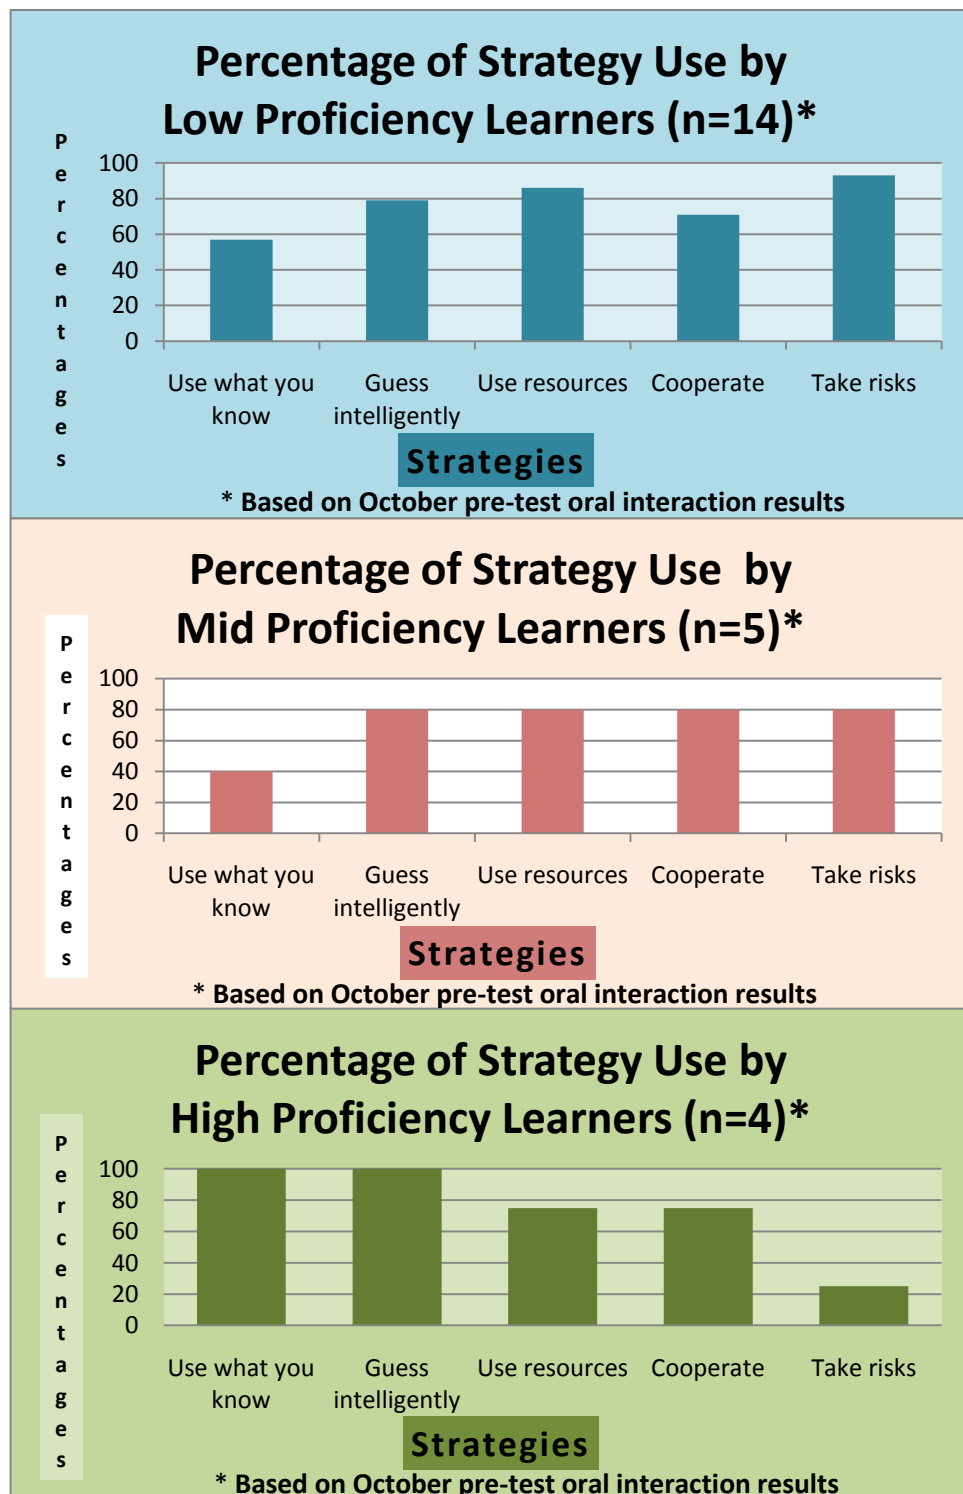 Percentage of Strategy Use by
Low Proficiency Learners (n=14)*
Percentages
100
80
60
40
20
0
Use what you know
Guess intelligently
Use resources
Cooperate
Take risks
Strategies
* Based on October pre-test oral interaction results
Percentage of Strategy Use by
Mid Proficiency Learners (n=5)*
Percentages
100
80
60
40
20
0
Use what you know
Guess intelligently
Use resources
Cooperate
Take risks
Strategies
* Based on October pre-test oral interaction results
Percentage of Strategy Use by
High Proficiency Learners (n=4)*
Percentages
100
80
60
40
20
0
Use what you know
Guess intelligently
Use resources
Cooperate
Take risks
Strategies
* Based on October pre-test oral interaction results